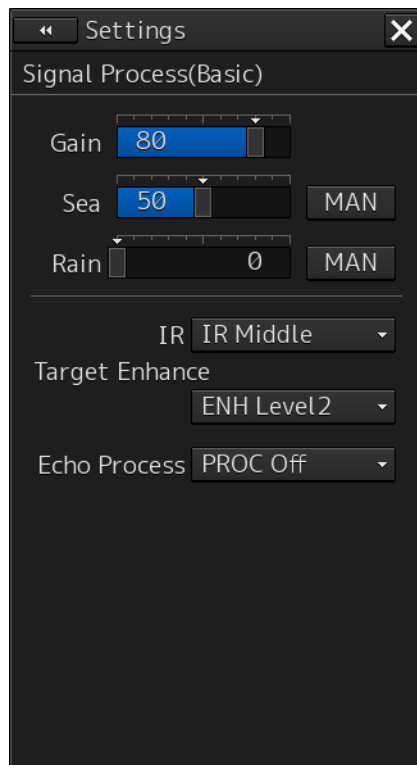 Settings
Signal Process(Basic)
Gain 80
Sea 50 MAN
Rain 0 MAN
IR IR Middle
Target Enhance
ENH Level2
Echo Process PROC Off